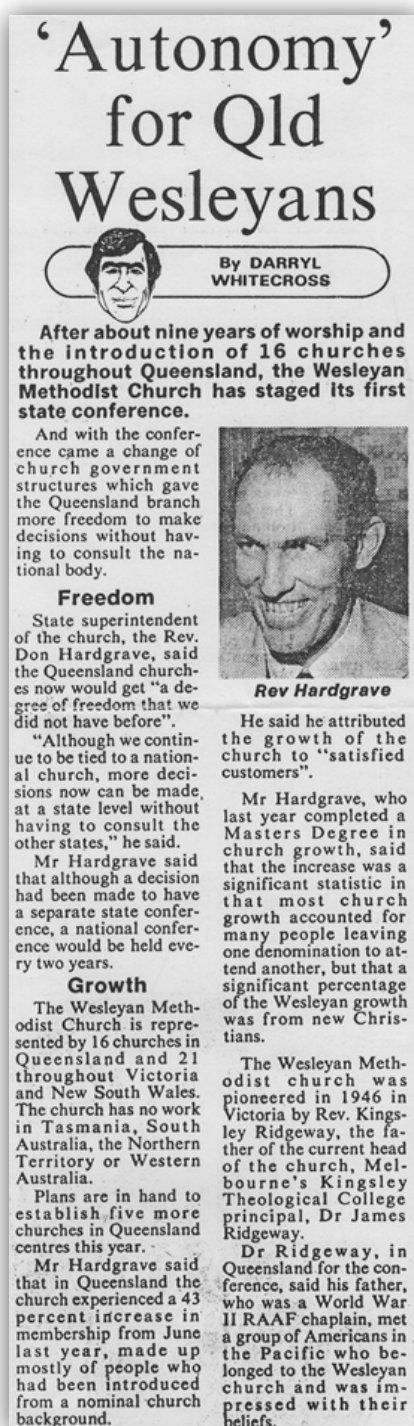 'Autonomy'
for Qld
Wesleyans
By DARRYL
WHITECROSS
After about nine years of worship and
the introduction of 16 churches
throughout Queensland, the Wesleyan
Methodist Church has staged its first
state conference.
And with the confer-
ence came a change of
church government
structures which gave
the Queensland branch
more freedom to make
decisions without hav-
ing to consult the na-
tional body.
Freedom
State superintendent
of the church, the Rev.
Don Hardgrave, said
the Queensland church-
es now would get "a de-
gree of freedom that we
did not have before".
"Although we contin-
ue to be tied to a nation-
al church, more deci-
sions now can be made
at a state level without
having to consult the
other states," he said.
Mr Hardgrave said
that although a decision
had been made to have
a separate state confer-
ence, a national confer-
ence would be held eve-
ry two years.
Growth
The Wesleyan Meth-
odist Church is repre-
sented by 16 churches in
Queensland and 21
throughout Victoria
and New South Wales.
The church has no work
in Tasmania, South
Australia, the Northern
Territory or Western
Australia.
Plans are in hand to
establish five more
churches in Queensland
centres this year.
Mr Hardgrave said
that in Queensland the
church experienced a 43
percent increase in
membership from June
last year, made up
mostly of people who
had been introduced
from a nominal church
background.
Rev Hardgrave
He said he attributed
the growth of the
church to "satisfied
customers".
Mr Hardgrave, who
last year completed a
Masters Degree in
church growth, said
that the increase was a
significant statistic in
that most church
growth accounted for
many people leaving
one denomination to at-
tend another, but that a
significant percentage
of the Wesleyan growth
was from new Chris-
tians.
The Wesleyan Meth-
odist church was
pioneered in 1946 in
Victoria by Rev. Kings-
ley Ridgeway, the fa-
ther of the current head
of the church, Mel-
bourne's Kingsley
Theological College
principal, Dr James
Ridgeway.
Dr Ridgeway, in
Queensland for the con-
ference, said his father,
who was a World War
II RAAF chaplain, met
a group of Americans in
the Pacific who be-
longed to the Wesleyan
church and was im-
pressed with their
beliefs.